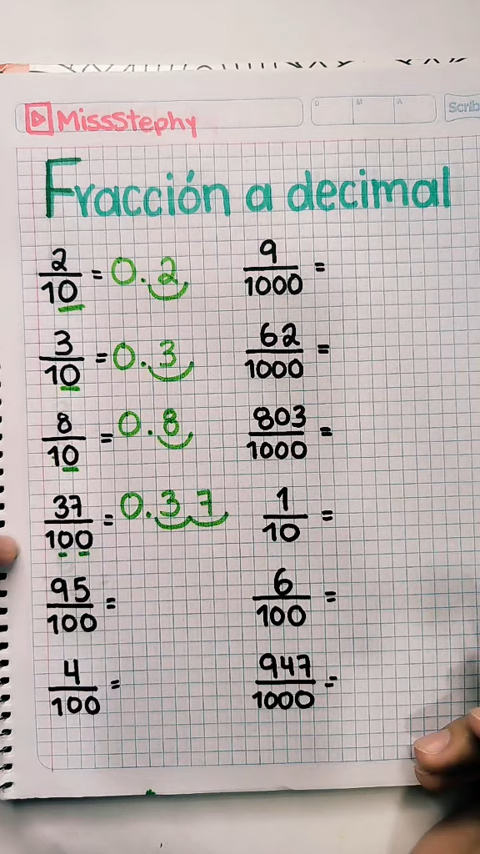 MissStephy
D M A
Scrib
Fracción a decimal
2/10 = 0.2
3/10 = 0.3
8/10 = 0.8
37/100 = 0.37
95/100 =
4/100 =
9/1000 =
62/1000 =
803/1000 =
1/10 =
6/100 =
947/1000 =